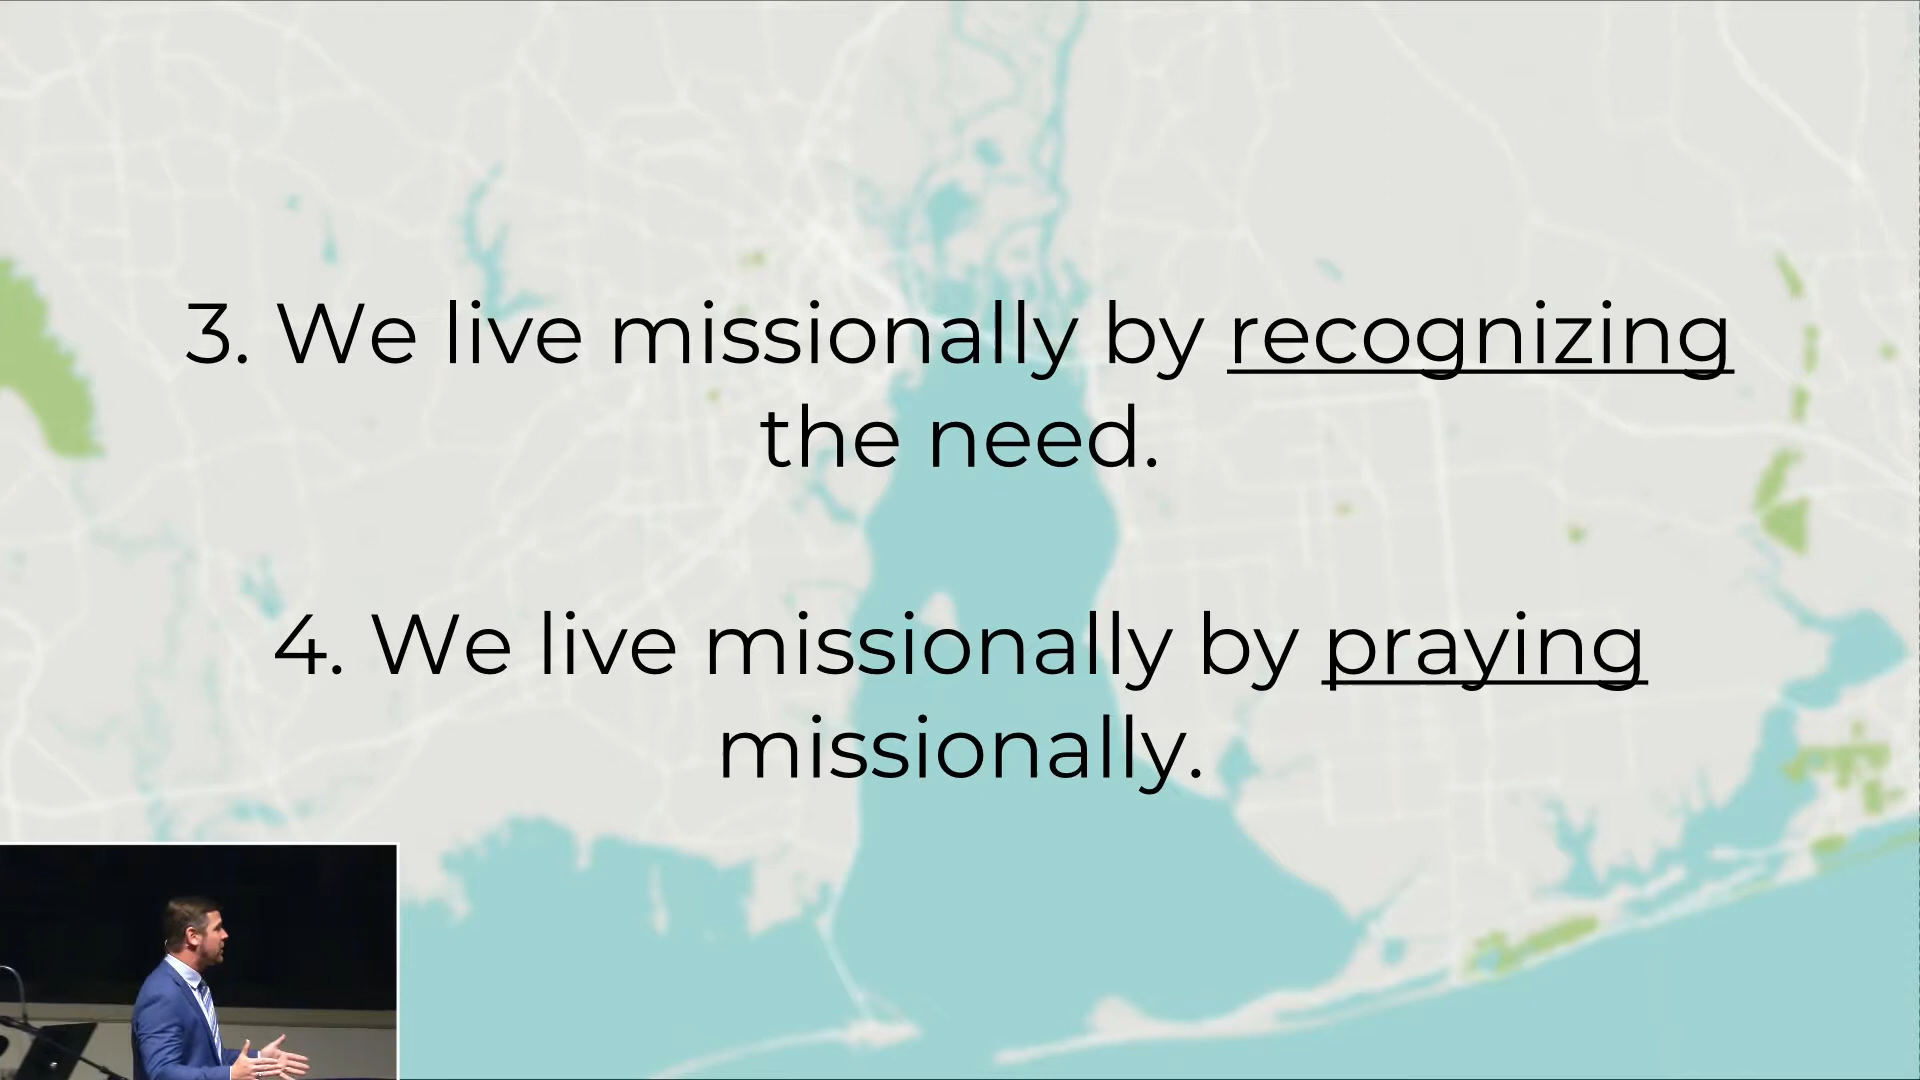 3. We live missionally by recognizing
the need.
4. We live missionally by praying
missionally.